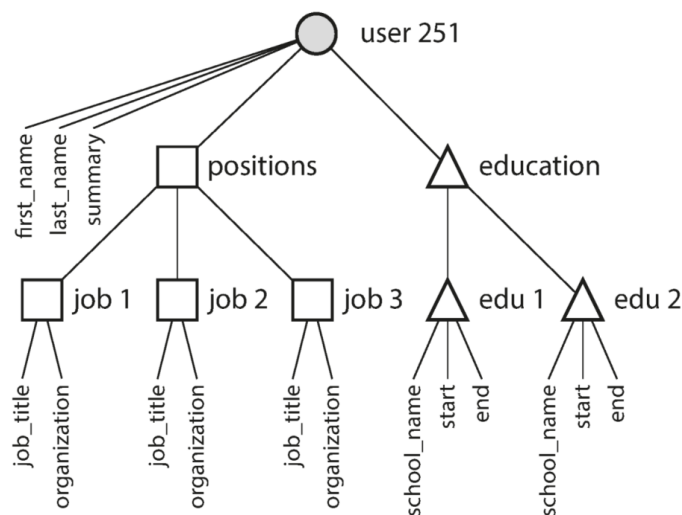 user 251
first_name
last_name
summary
positions
education
job 1
job 2
job 3
edu 1
edu 2
job_title
organization
job_title
organization
job_title
organization
school_name
start
end
school_name
start
end